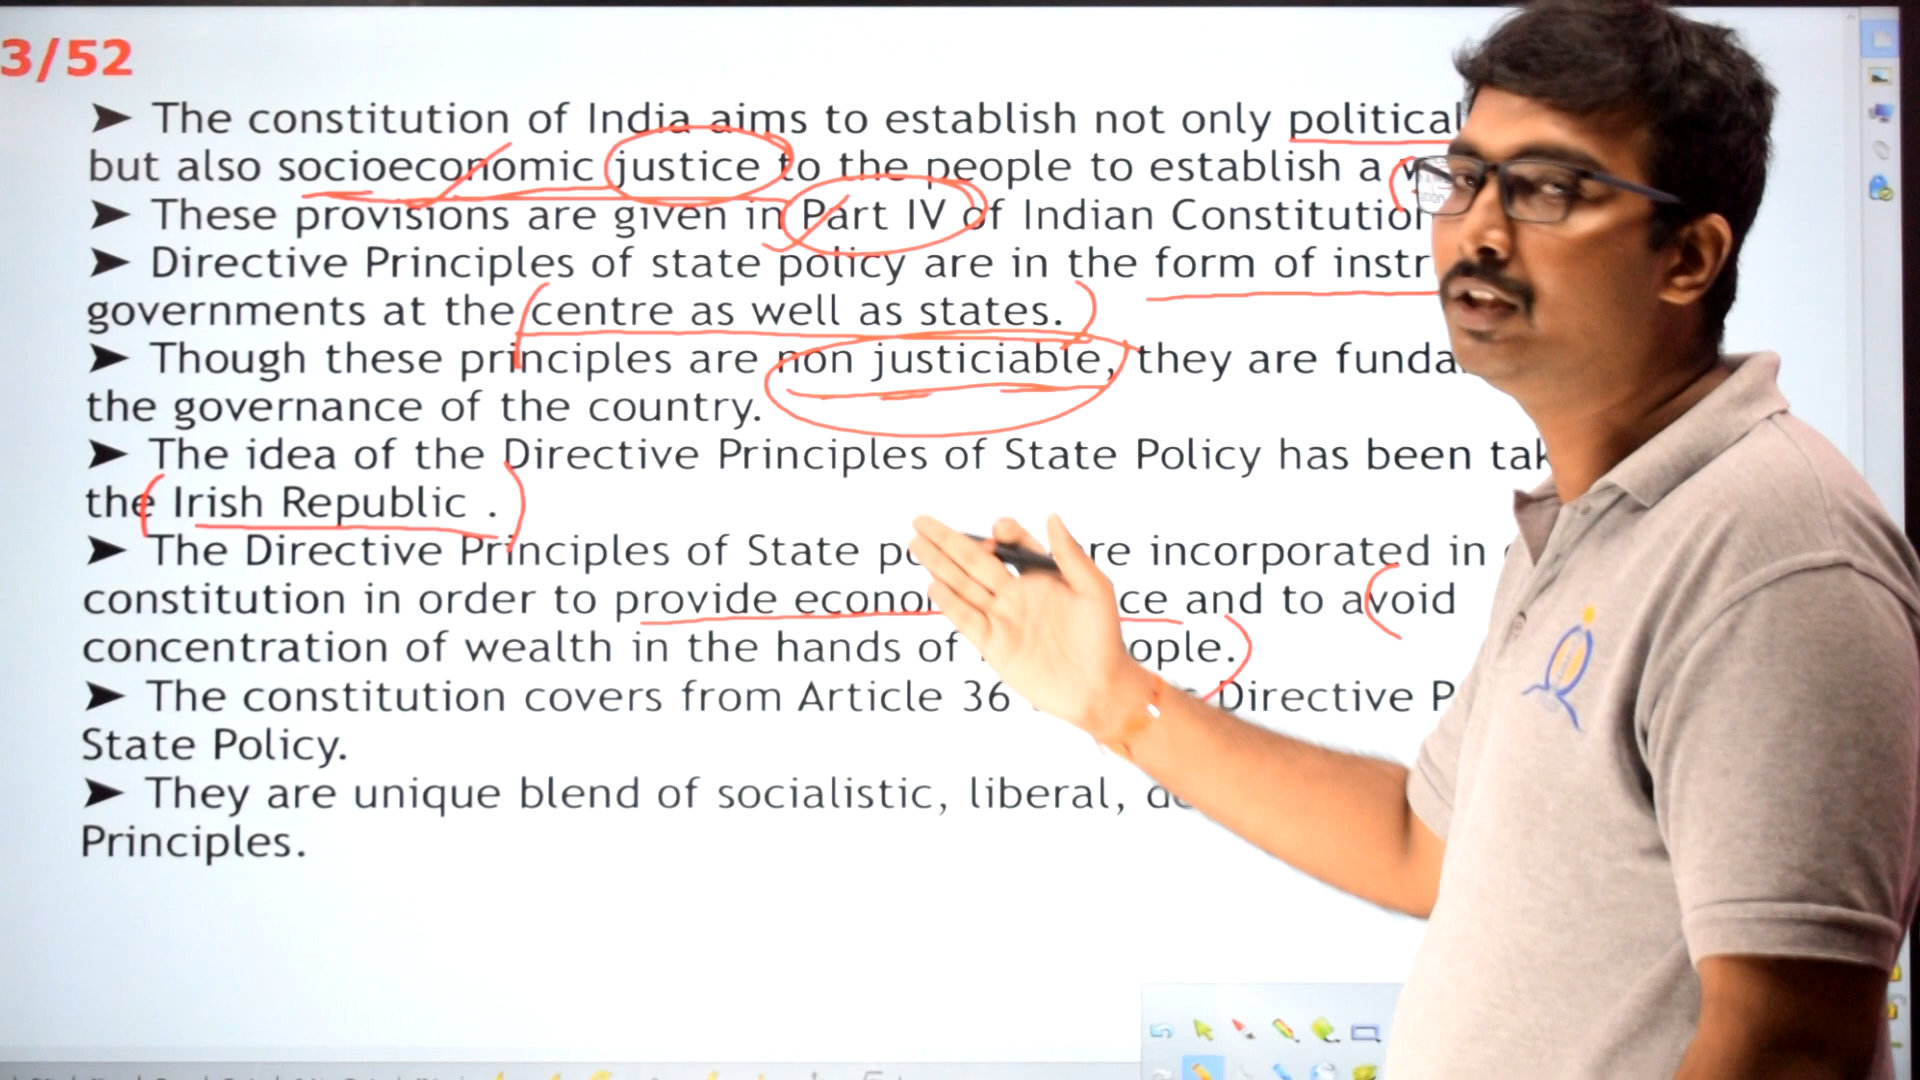 3/52
➤ The constitution of India aims to establish not only political
but also socioeconomic justice to the people to establish a
➤ These provisions are given in Part IV of Indian Constitution
➤ Directive Principles of state policy are in the form of instr
governments at the centre as well as states.
➤ Though these principles are non justiciable, they are funda
the governance of the country.
➤ The idea of the Directive Principles of State Policy has been tak
the Irish Republic .
➤ The Directive Principles of State po re incorporated in
constitution in order to provide econo ce and to avoid
concentration of wealth in the hands of ople.
➤ The constitution covers from Article 36 Directive P
State Policy.
➤ They are unique blend of socialistic, liberal, de
Principles.